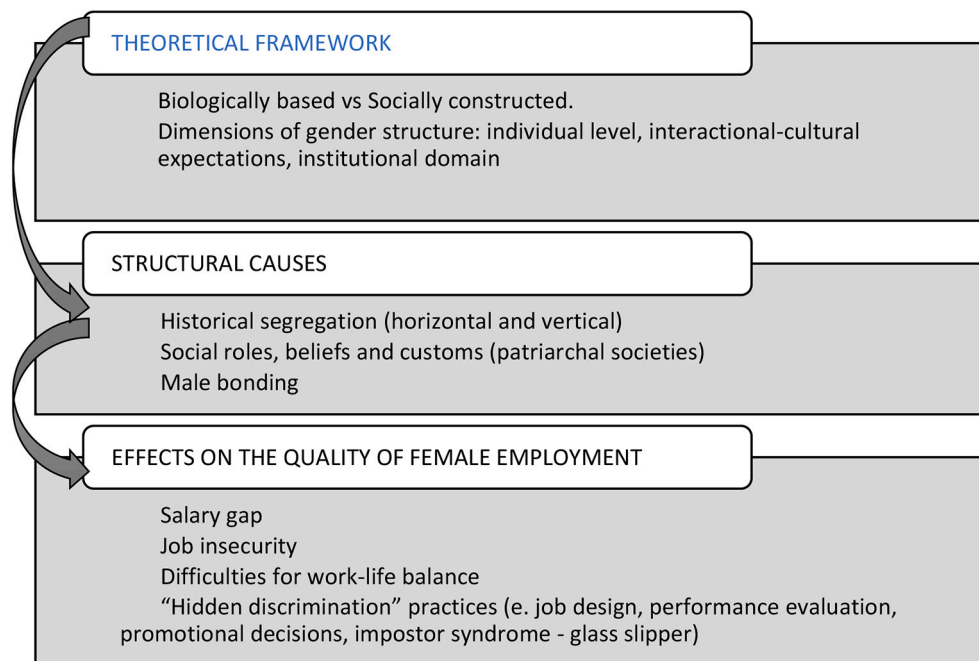 THEORETICAL FRAMEWORK
Biologically based vs Socially constructed.
Dimensions of gender structure: individual level, interactional-cultural
expectations, institutional domain
STRUCTURAL CAUSES
Historical segregation (horizontal and vertical)
Social roles, beliefs and customs (patriarchal societies)
Male bonding
EFFECTS ON THE QUALITY OF FEMALE EMPLOYMENT
Salary gap
Job insecurity
Difficulties for work-life balance
“Hidden discrimination” practices (e. job design, performance evaluation,
promotional decisions, impostor syndrome - glass slipper)